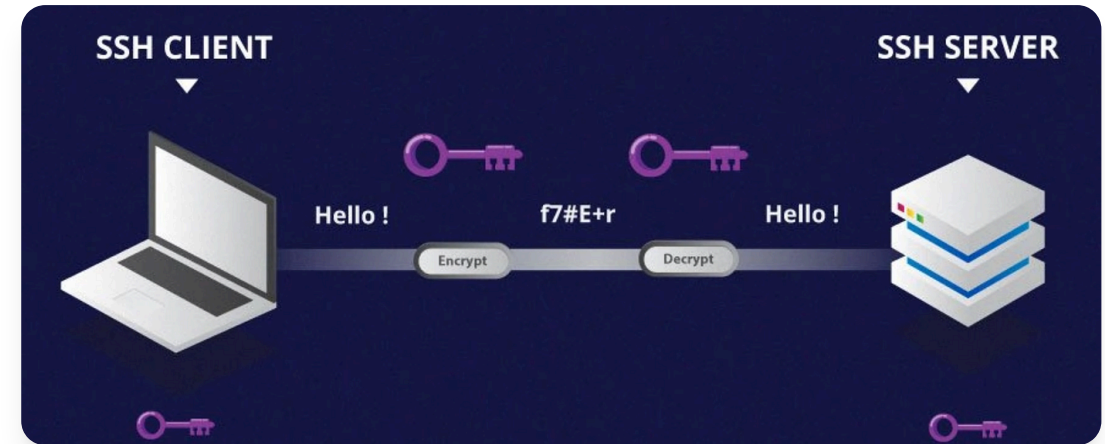 SSH CLIENT
SSH SERVER
Hello !
f7#E+r
Hello !
Encrypt
Decrypt